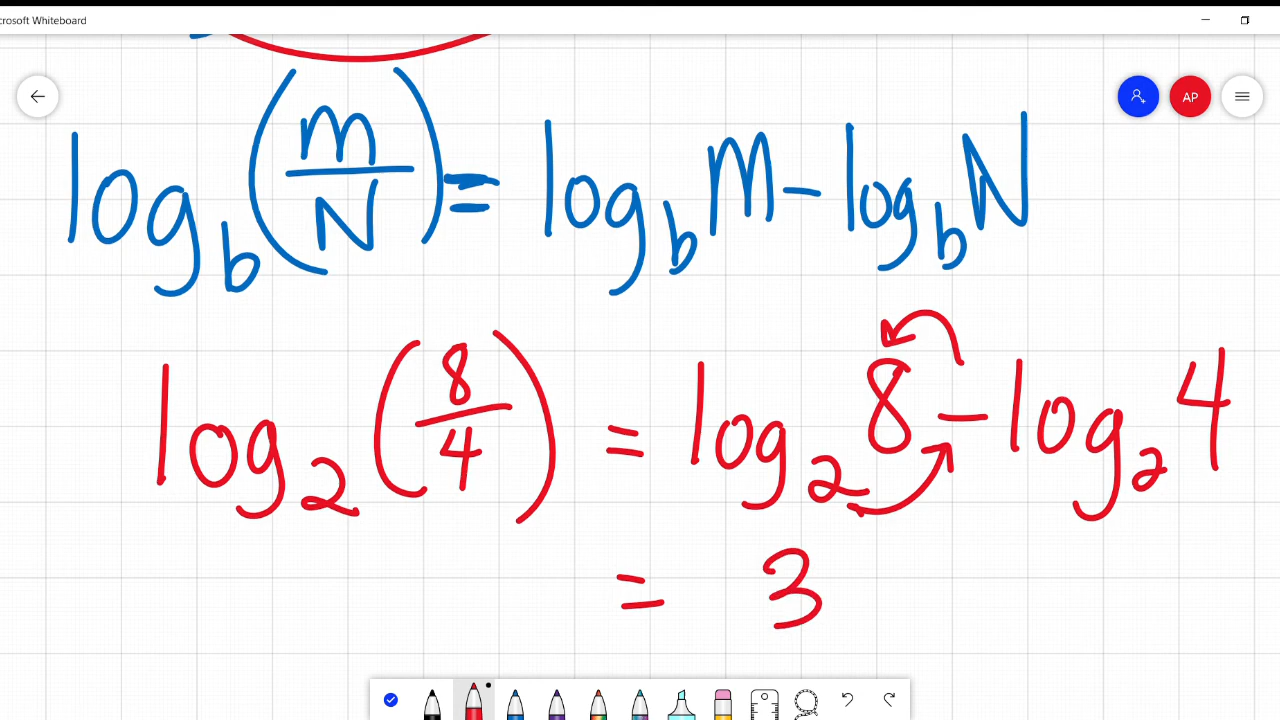 crosoft Whiteboard
AP
log_b (m/N) = log_b M - log_b N
log_2 (8/4) = log_2 8 - log_2 4
= 3